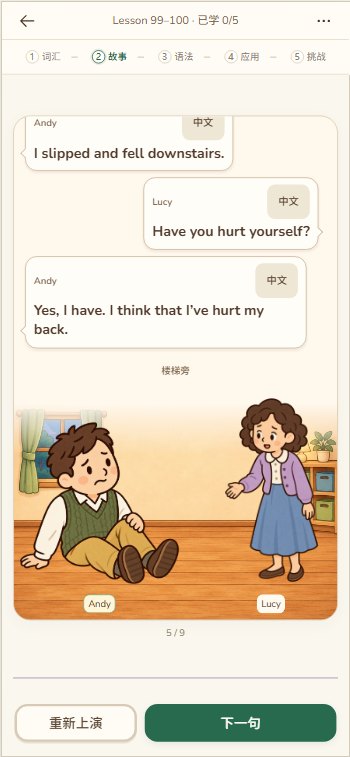 Lesson 99–100 · 已学 0/5
1 词汇 – 2 故事 – 3 语法 – 4 应用 – 5 挑战
Andy 中文
I slipped and fell downstairs.
Lucy 中文
Have you hurt yourself?
Andy 中文
Yes, I have. I think that I've hurt my
back.
楼梯旁
Andy Lucy
5 / 9
重新上演 下一句